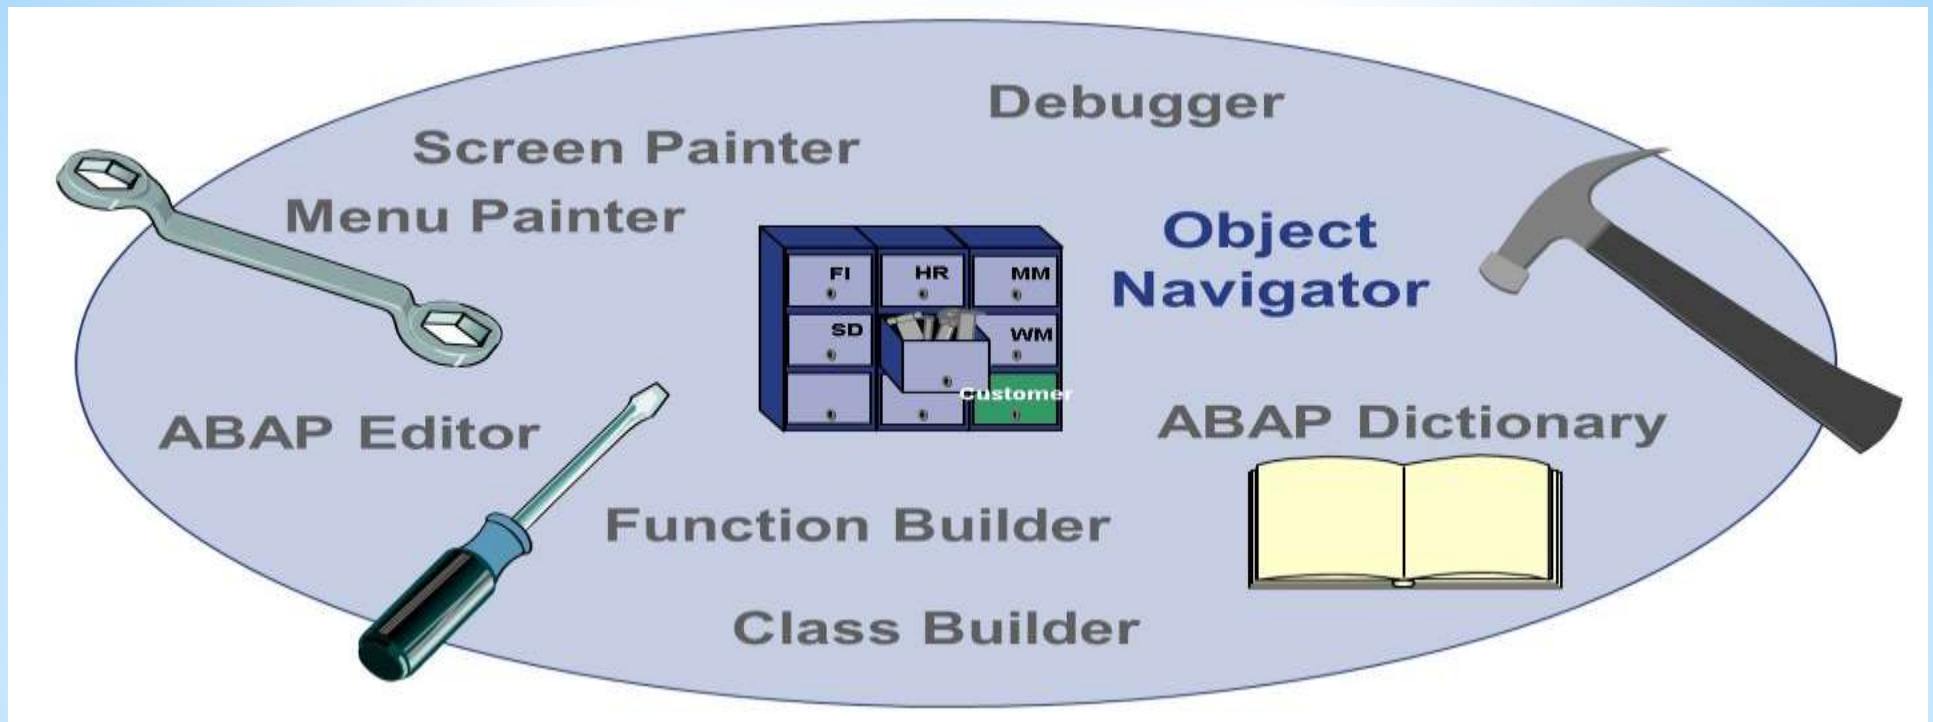 Debugger
Screen Painter
Menu Painter
Object
Navigator
FI HR MM
SD WM
Customer
ABAP Editor
ABAP Dictionary
Function Builder
Class Builder